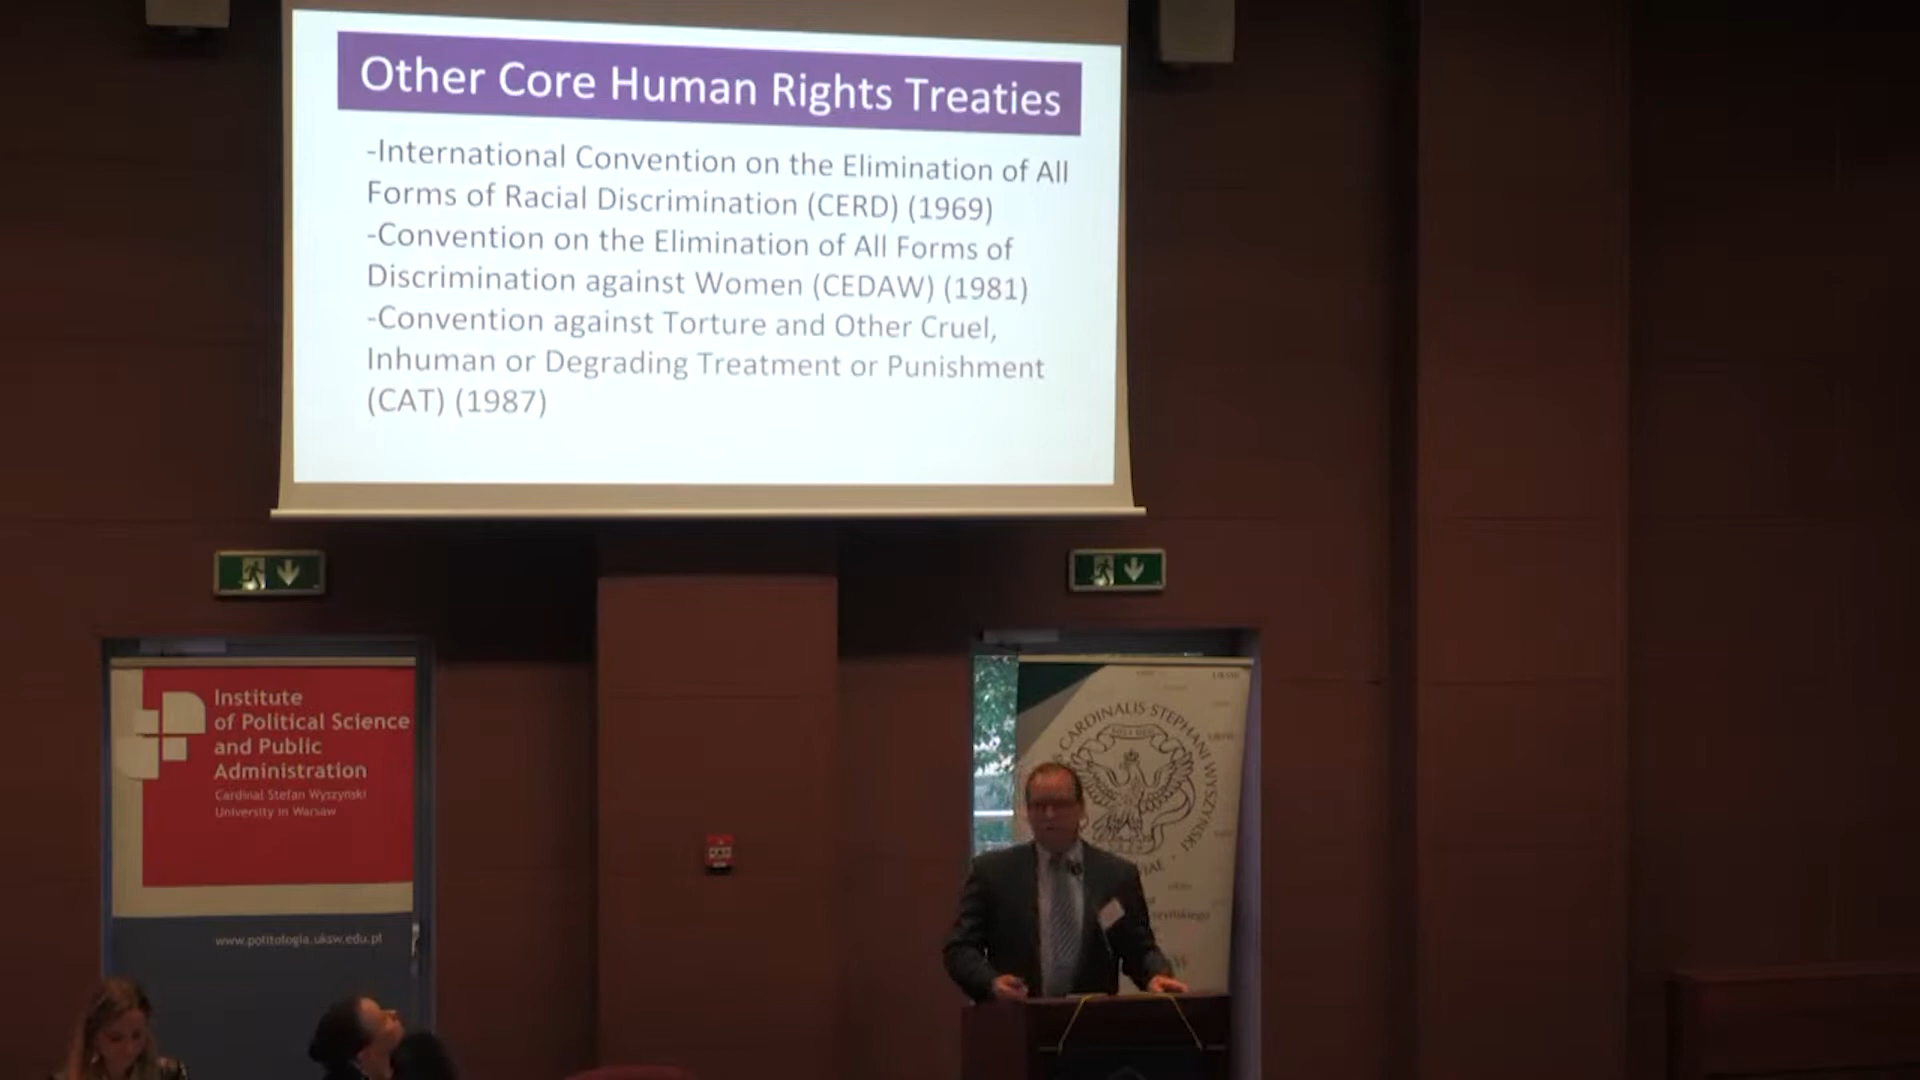 Other Core Human Rights Treaties
-International Convention on the Elimination of All
Forms of Racial Discrimination (CERD) (1969)
-Convention on the Elimination of All Forms of
Discrimination against Women (CEDAW) (1981)
-Convention against Torture and Other Cruel,
Inhuman or Degrading Treatment or Punishment
(CAT) (1987)
Institute
of Political Science
and Public
Administration
Cardinal Stefan Wyszyński
University in Warsaw
www.politologia.uksw.edu.pl
CARDINALIS STEPHANI WYSZYŃSKI